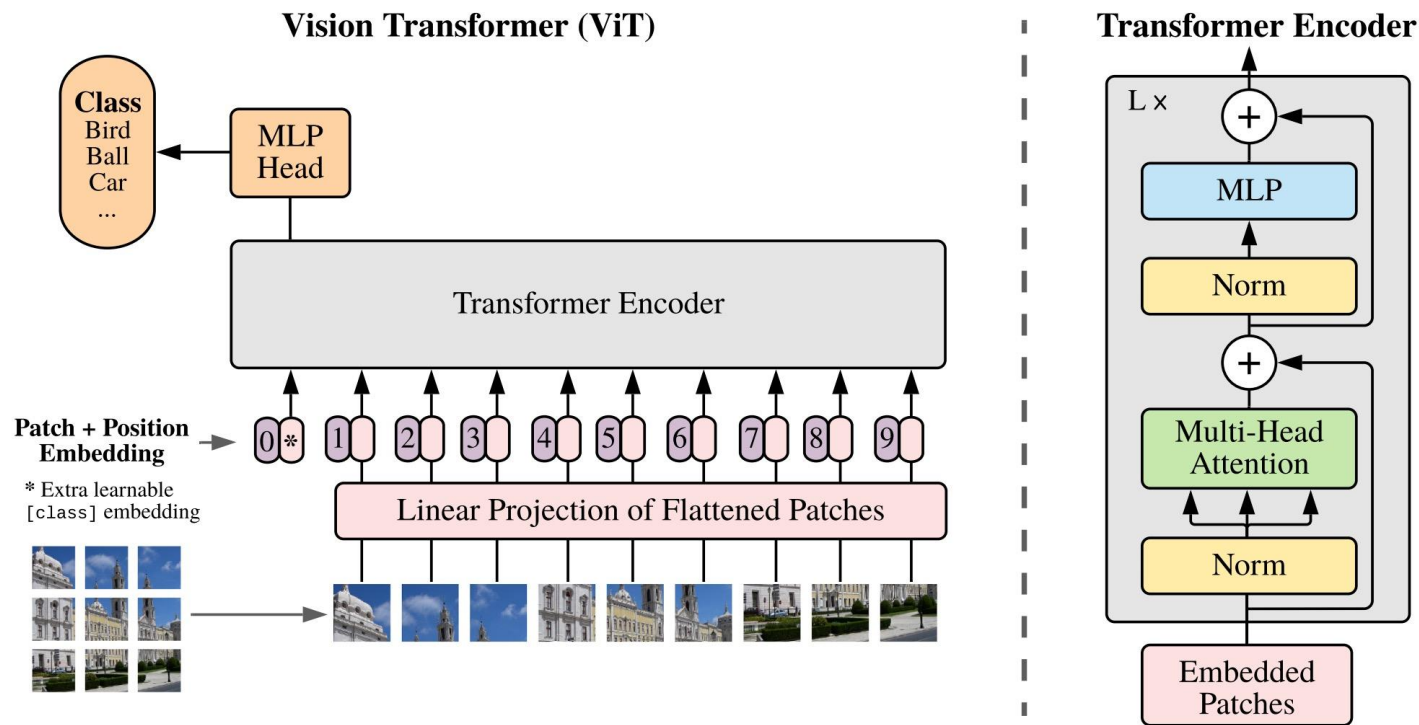 Vision Transformer (ViT)
Class
Bird
Ball
Car
...
MLP
Head
Transformer Encoder
Patch + Position
Embedding
* Extra learnable
[class] embedding
0 * 1 2 3 4 5 6 7 8 9
Linear Projection of Flattened Patches
Transformer Encoder
L ×
+
MLP
Norm
+
Multi-Head
Attention
Norm
Embedded
Patches